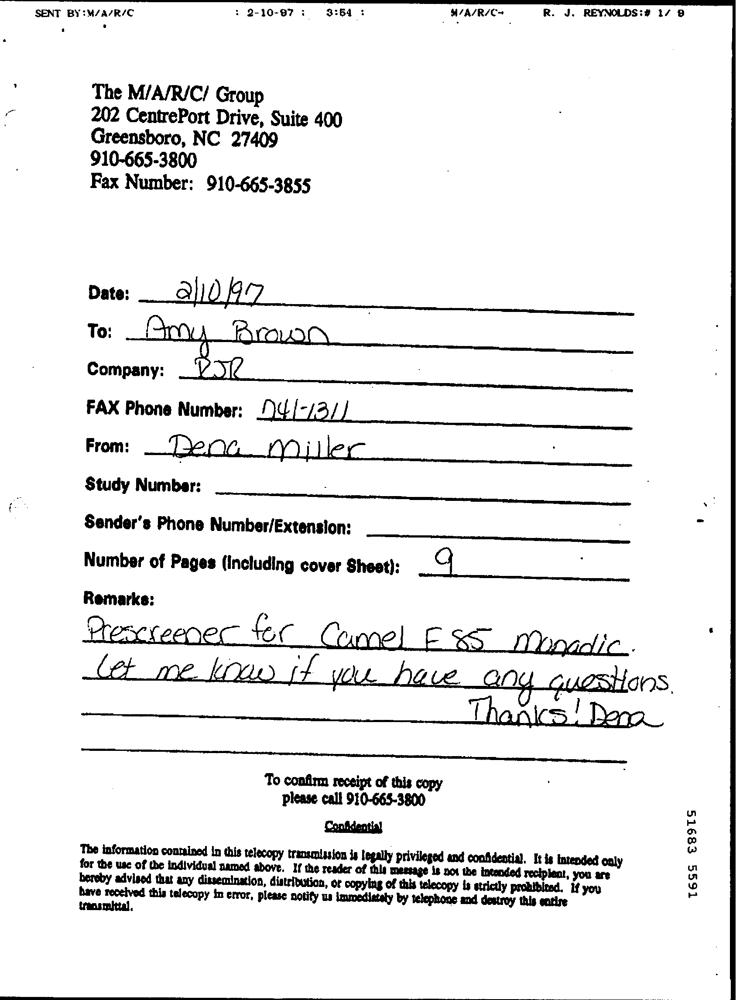 SENT BY:M/A/R/C : 2-10-97 : 3:54 : M/A/R/C→ R. J. REYNOLDS:# 1/ 9
The M/A/R/C/ Group
202 CentrePort Drive, Suite 400
Greensboro, NC 27409
910-665-3800
Fax Number: 910-665-3855
Date: 2/10/97
To: Amy Brown
Company: RJR
FAX Phone Number: 741-1311
From: Dena Miller
Study Number:
Sender's Phone Number/Extension:
Number of Pages (Including cover Sheet): 9
Remarks:
Prescreener for Camel F 85 Monadic.
Let me know if you have any questions.
Thanks! Dena
To confirm receipt of this copy
please call 910-665-3800
Confidential
The information contained in this telecopy transmission is legally privileged and confidential. It is intended only
for the use of the individual named above. If the reader of this message is not the intended recipient, you are
hereby advised that any dissemination, distribution, or copying of this telecopy is strictly prohibited. If you
have received this telecopy in error, please notify us immediately by telephone and destroy this entire
transmittal.
51683 5591